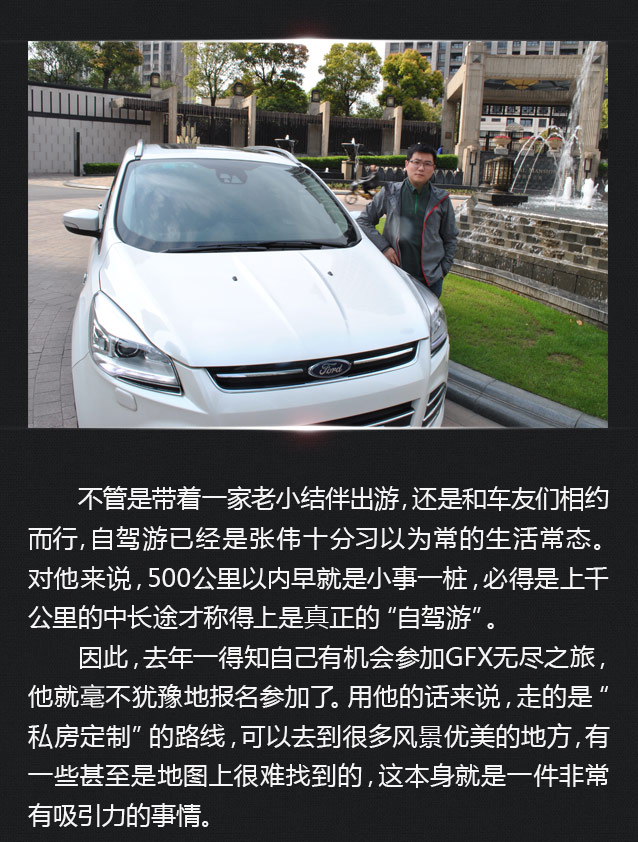 Ford
不管是带着一家老小结伴出游，还是和车友们相约
而行，自驾游已经是张伟十分习以为常的生活常态。
对他来说，500公里以内早就是小事一桩，必得是上千
公里的中长途才称得上是真正的“自驾游”。
因此，去年一得知自己有机会参加GFX无尽之旅，
他就毫不犹豫地报名参加了。用他的话来说，走的是“
私房定制”的路线，可以去到很多风景优美的地方，有
一些甚至是地图上很难找到的，这本身就是一件非常
有吸引力的事情。